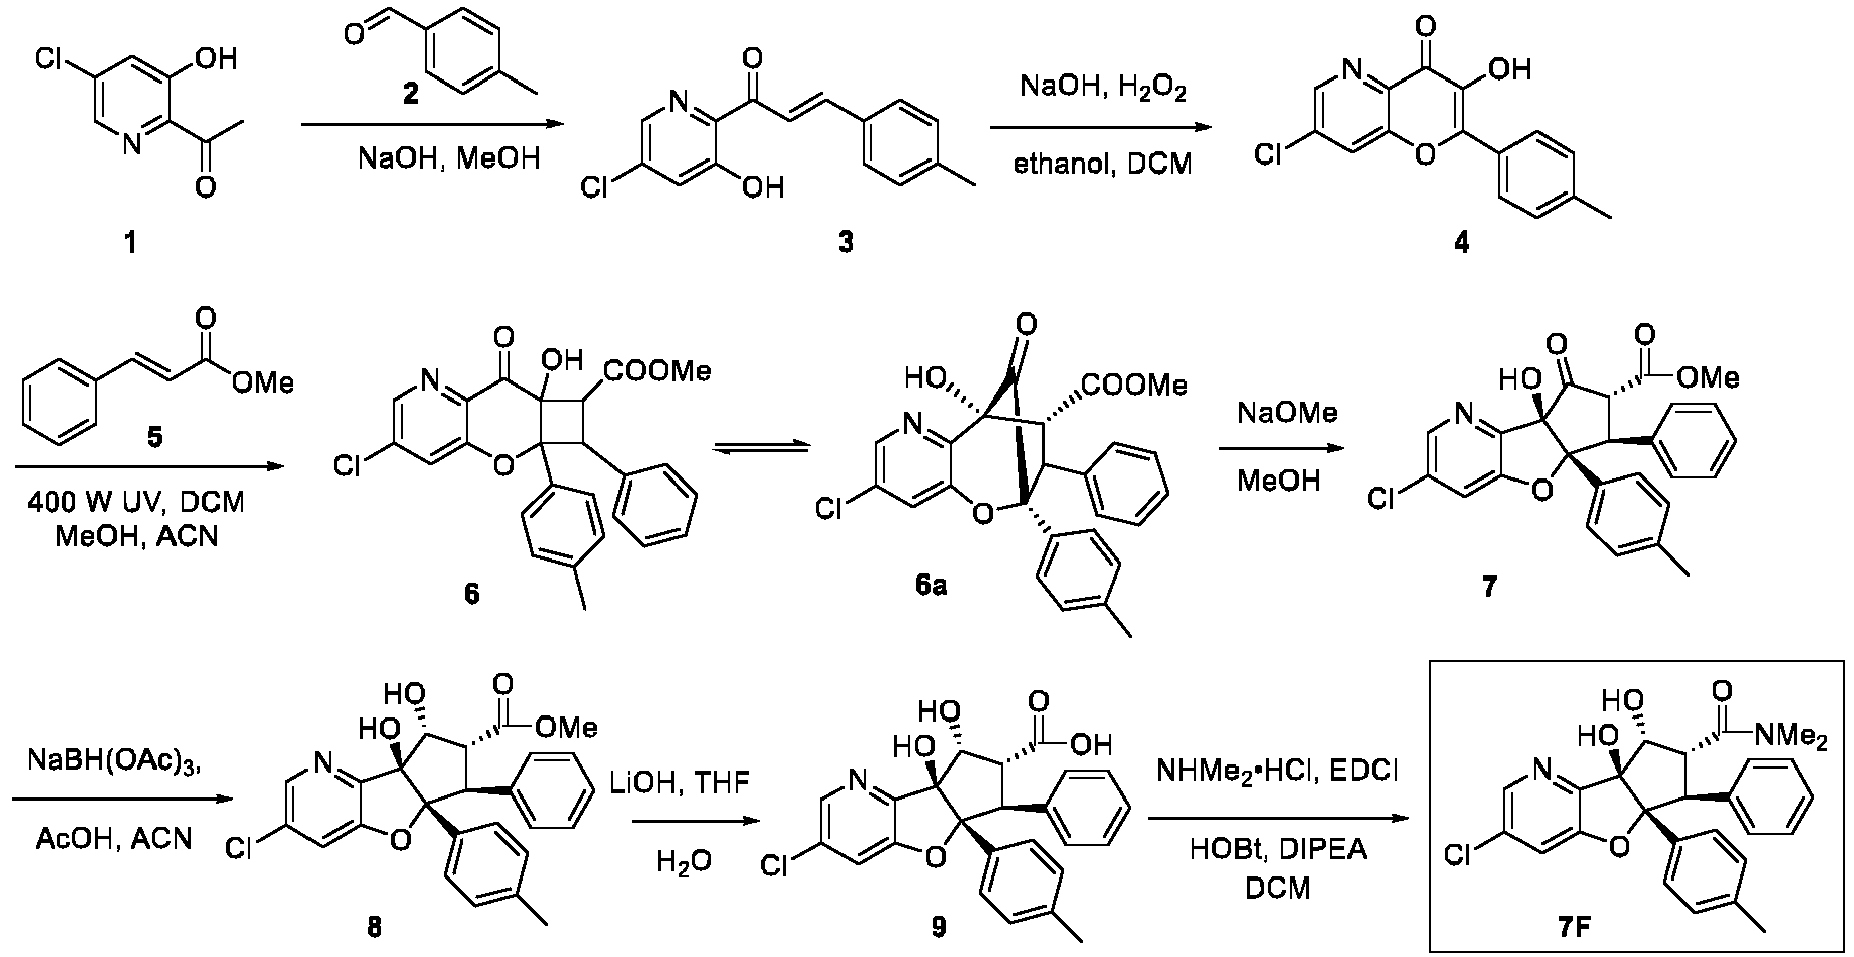 Cl OH N O
1
O
2
NaOH, MeOH
O N Cl OH
3
NaOH, H₂O₂
ethanol, DCM
O OH N Cl O
4
O OMe
5
400 W UV, DCM
MeOH, ACN
O OH COOMe N Cl O
6
O HO COOMe N Cl O
6a
NaOMe
MeOH
O O HO OMe N Cl O
7
NaBH(OAc)₃,
AcOH, ACN
HO O HO OMe N Cl O
8
LiOH, THF
H₂O
HO O HO OH N Cl O
9
NHMe₂•HCl, EDCI
HOBt, DIPEA
DCM
HO O HO NMe₂ N Cl O
7F